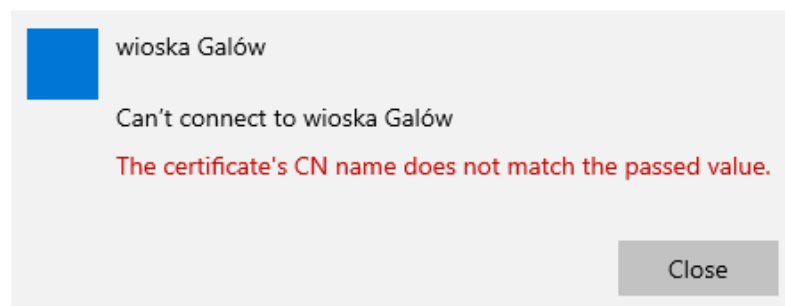 wioska Galów
Can't connect to wioska Galów
The certificate's CN name does not match the passed value.
Close